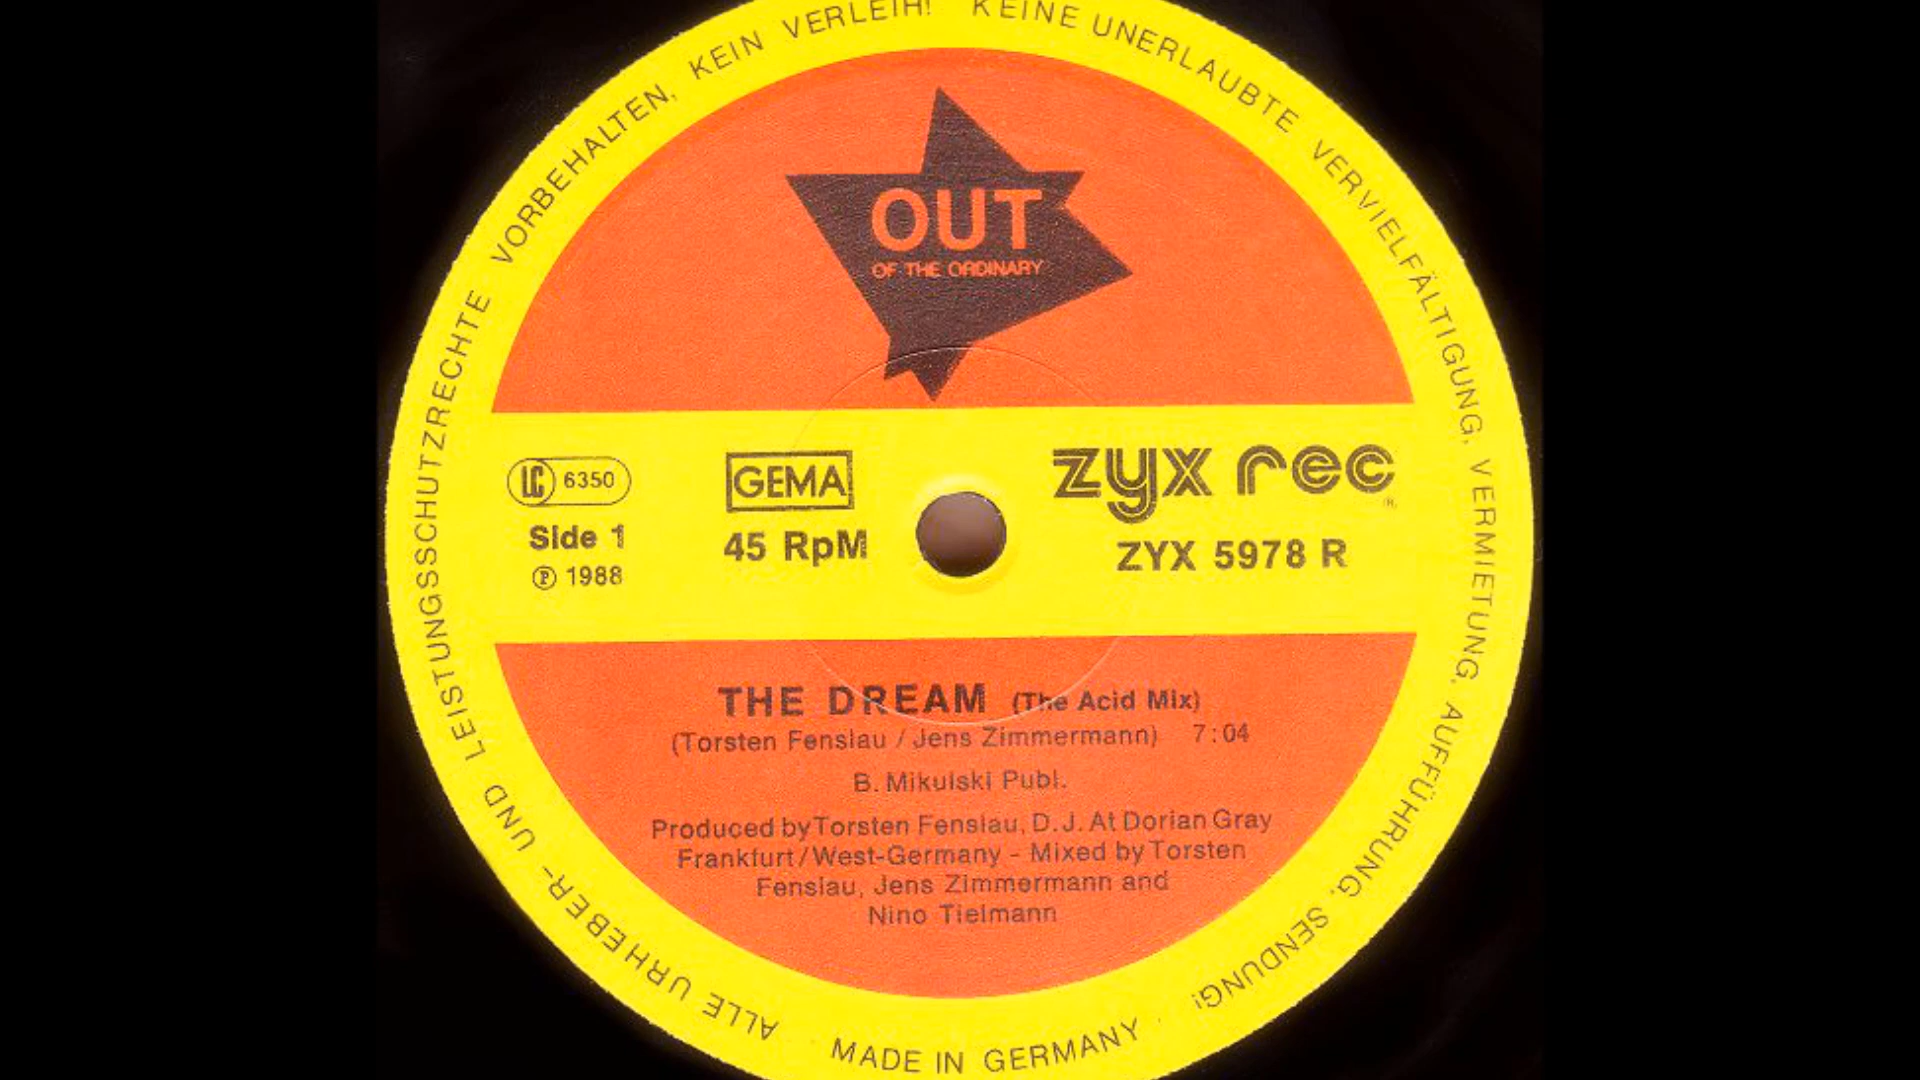 ALLE URHEBER- UND LEISTUNGSSCHUTZRECHTE VORBEHALTEN, KEIN VERLEIH! KEINE UNERLAUBTE VERVIELFÄLTIGUNG, VERMIETUNG, AUFFÜHRUNG, SENDUNG!
OUT
OF THE ORDINARY
LC 6350
GEMA
zyx rec
Side 1
45 RpM
ZYX 5978 R
Ⓟ 1988
THE DREAM (The Acid Mix)
(Torsten Fenslau / Jens Zimmermann) 7:04
B. Mikulski Publ.
Produced by Torsten Fenslau, D.J. At Dorian Gray
Frankfurt/West-Germany - Mixed by Torsten
Fenslau, Jens Zimmermann and
Nino Tielmann
MADE IN GERMANY